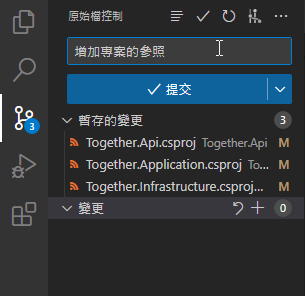 原始檔控制
增加專案的參照
提交
3
暫存的變更 3
Together.Api.csproj Together.Api M
Together.Application.csproj To... M
Together.Infrastructure.csproj... M
變更 0